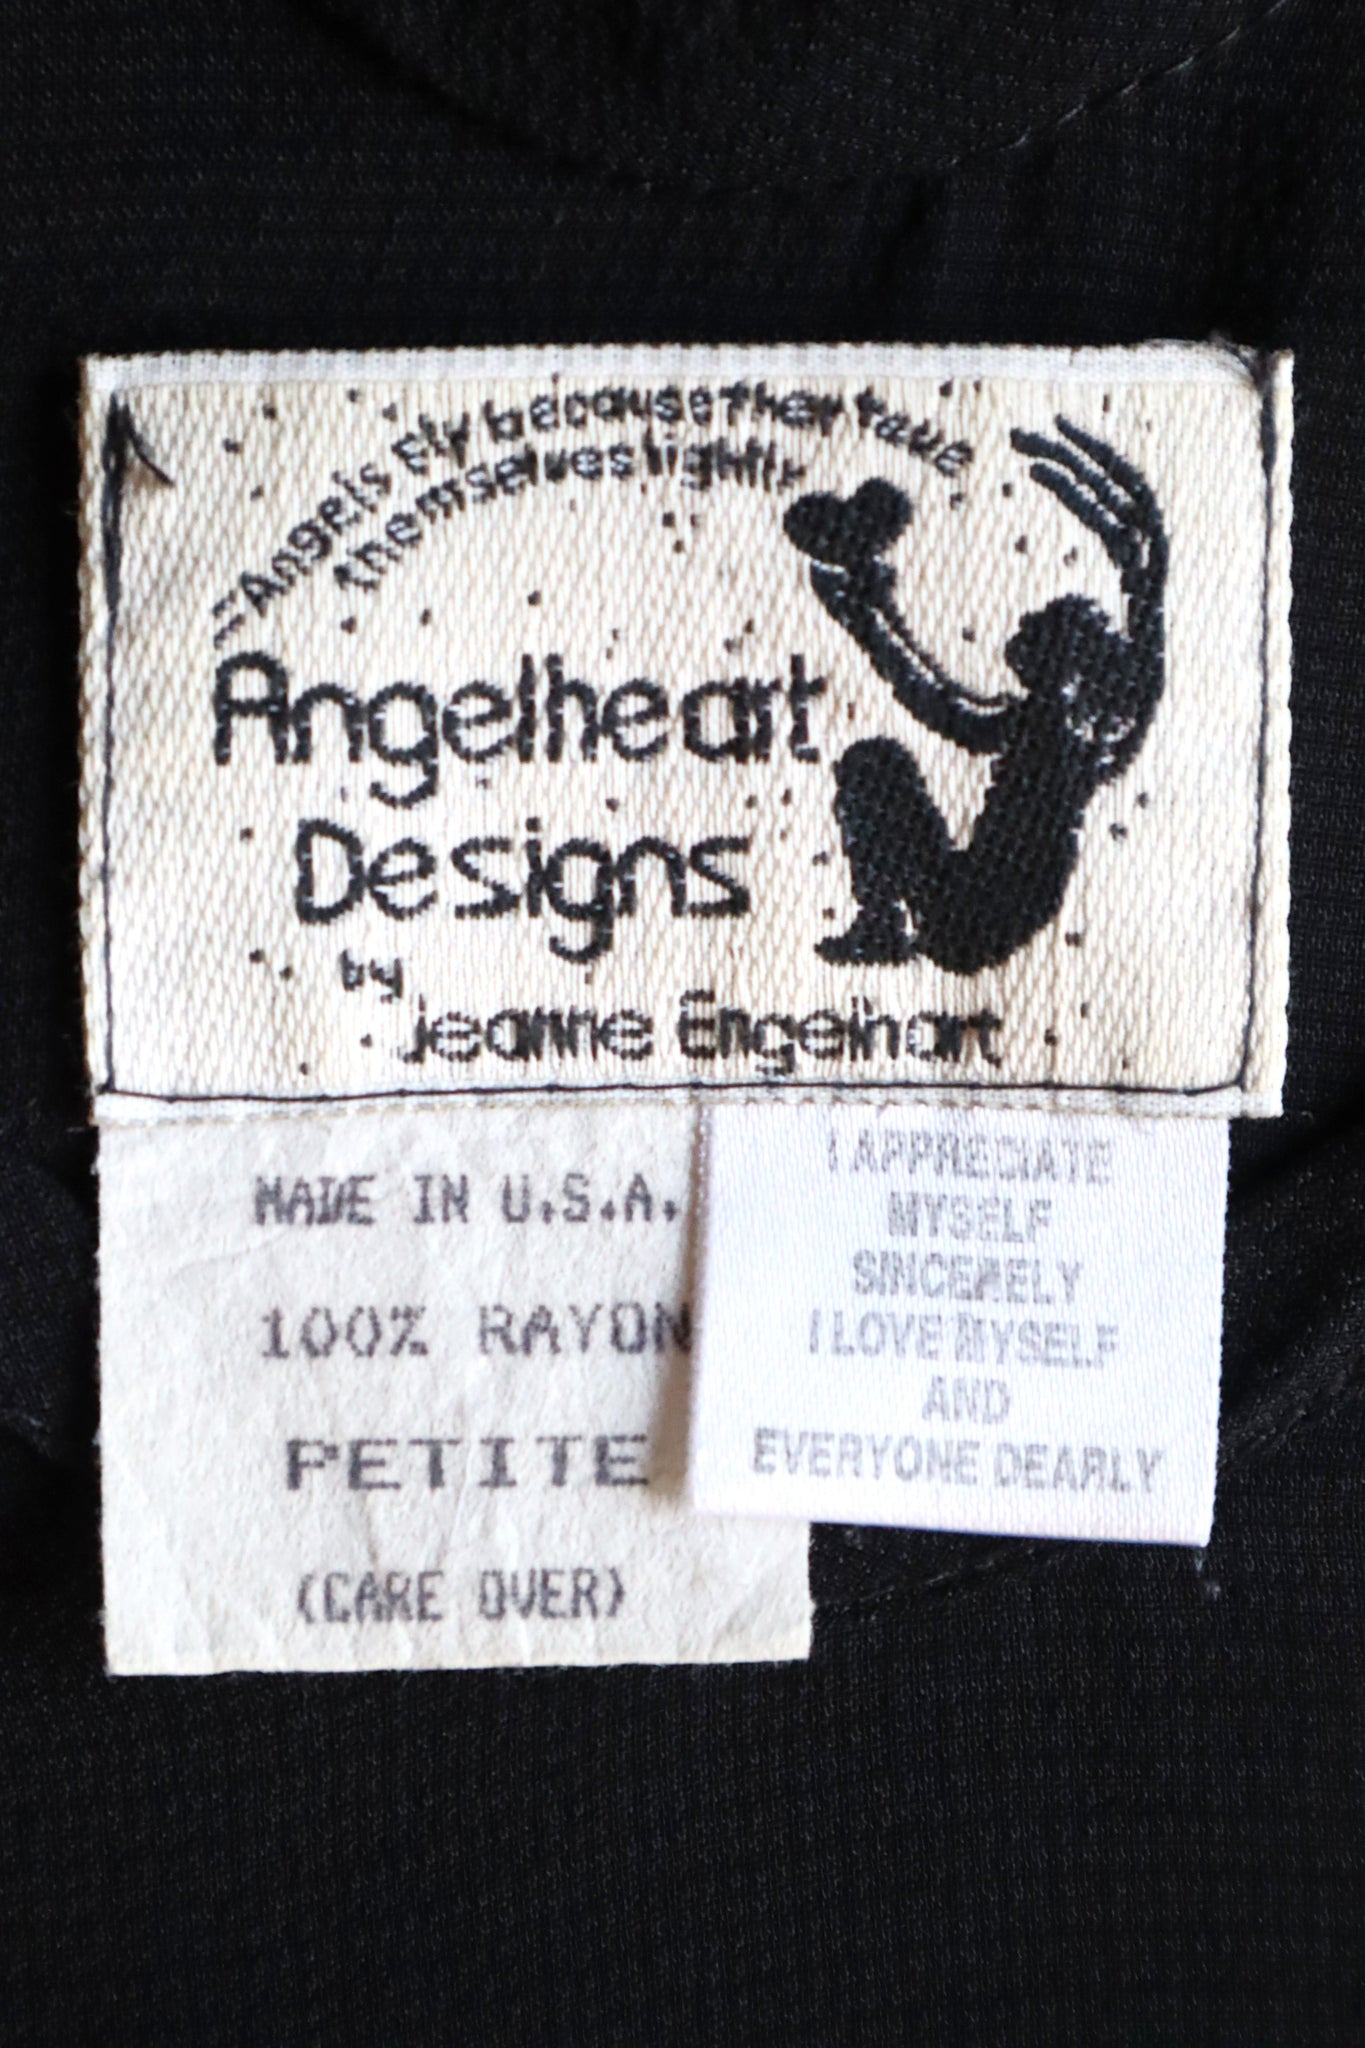 Angels Fly because They take
themselves lightly
Angelheart
Designs
by
Jeanne Engelhart
MADE IN U.S.A.
100% RAYON
PETITE
(CARE OVER)
I APPRECIATE
MYSELF
SINCERELY
I LOVE MYSELF
AND
EVERYONE DEARLY